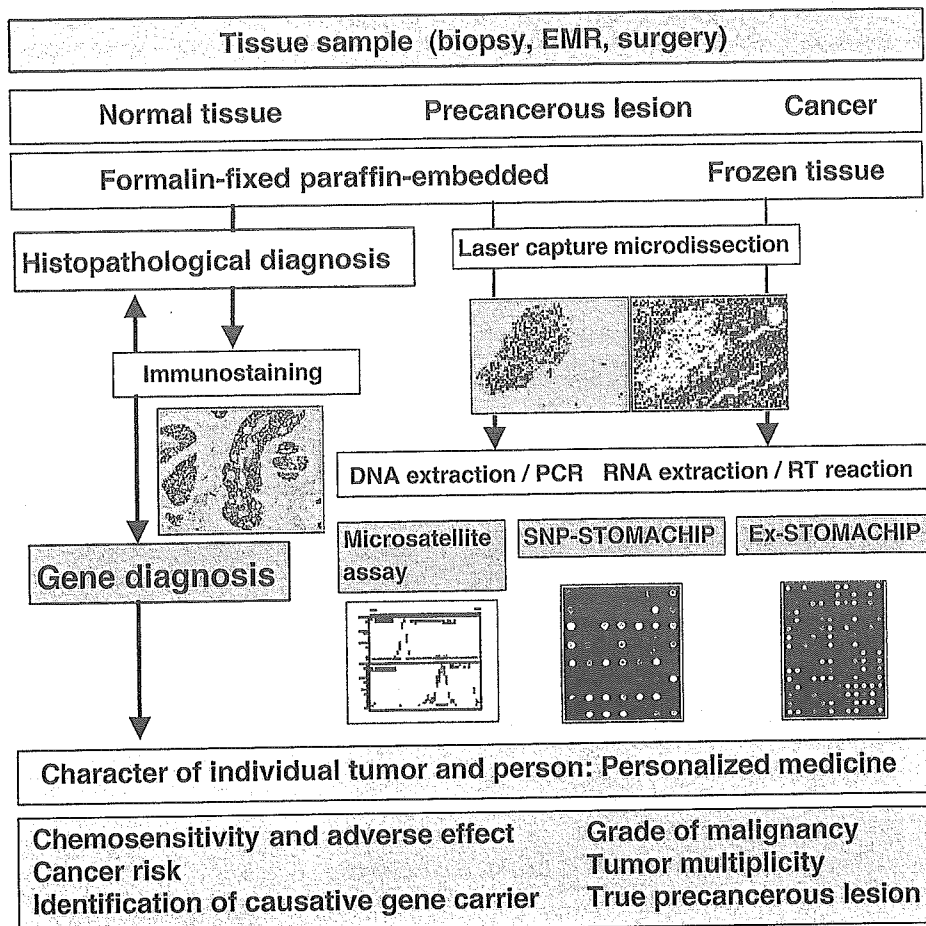 Tissue sample (biopsy, EMR, surgery)
Normal tissue Precancerous lesion Cancer
Formalin-fixed paraffin-embedded Frozen tissue
Histopathological diagnosis
Laser capture microdissection
Immunostaining
DNA extraction / PCR RNA extraction / RT reaction
Microsatellite
assay
SNP-STOMACHIP
Ex-STOMACHIP
Gene diagnosis
Character of individual tumor and person: Personalized medicine
Chemosensitivity and adverse effect
Cancer risk
Identification of causative gene carrier
Grade of malignancy
Tumor multiplicity
True precancerous lesion